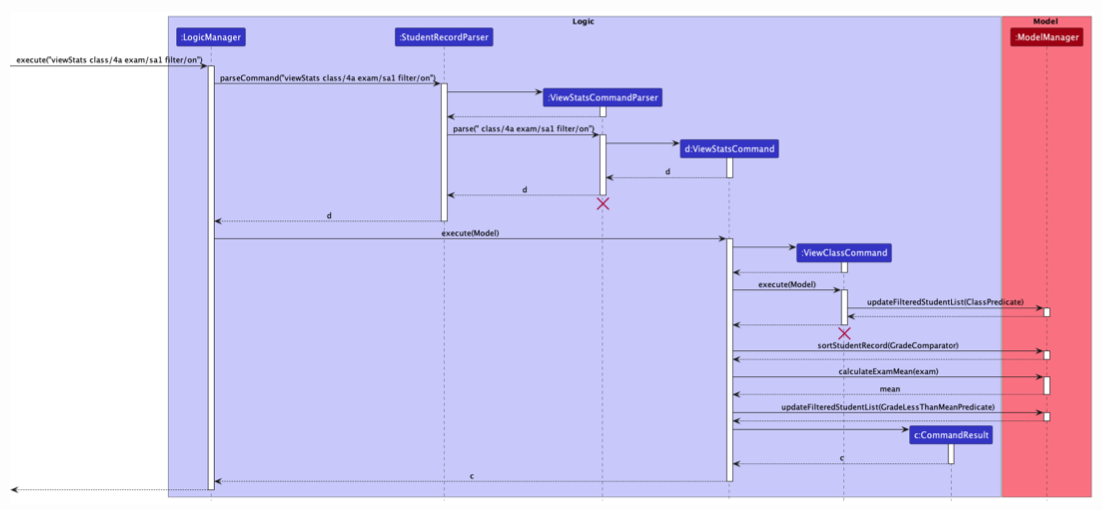 Logic
Model
:LogicManager
:StudentRecordParser
:ModelManager
execute("viewStats class/4a exam/sa1 filter/on")
parseCommand("viewStats class/4a exam/sa1 filter/on")
:ViewStatsCommandParser
parse(" class/4a exam/sa1 filter/on")
d:ViewStatsCommand
d
d
d
execute(Model)
:ViewClassCommand
execute(Model)
updateFilteredStudentList(ClassPredicate)
sortStudentRecord(GradeComparator)
calculateExamMean(exam)
mean
updateFilteredStudentList(GradeLessThanMeanPredicate)
c:CommandResult
c
c